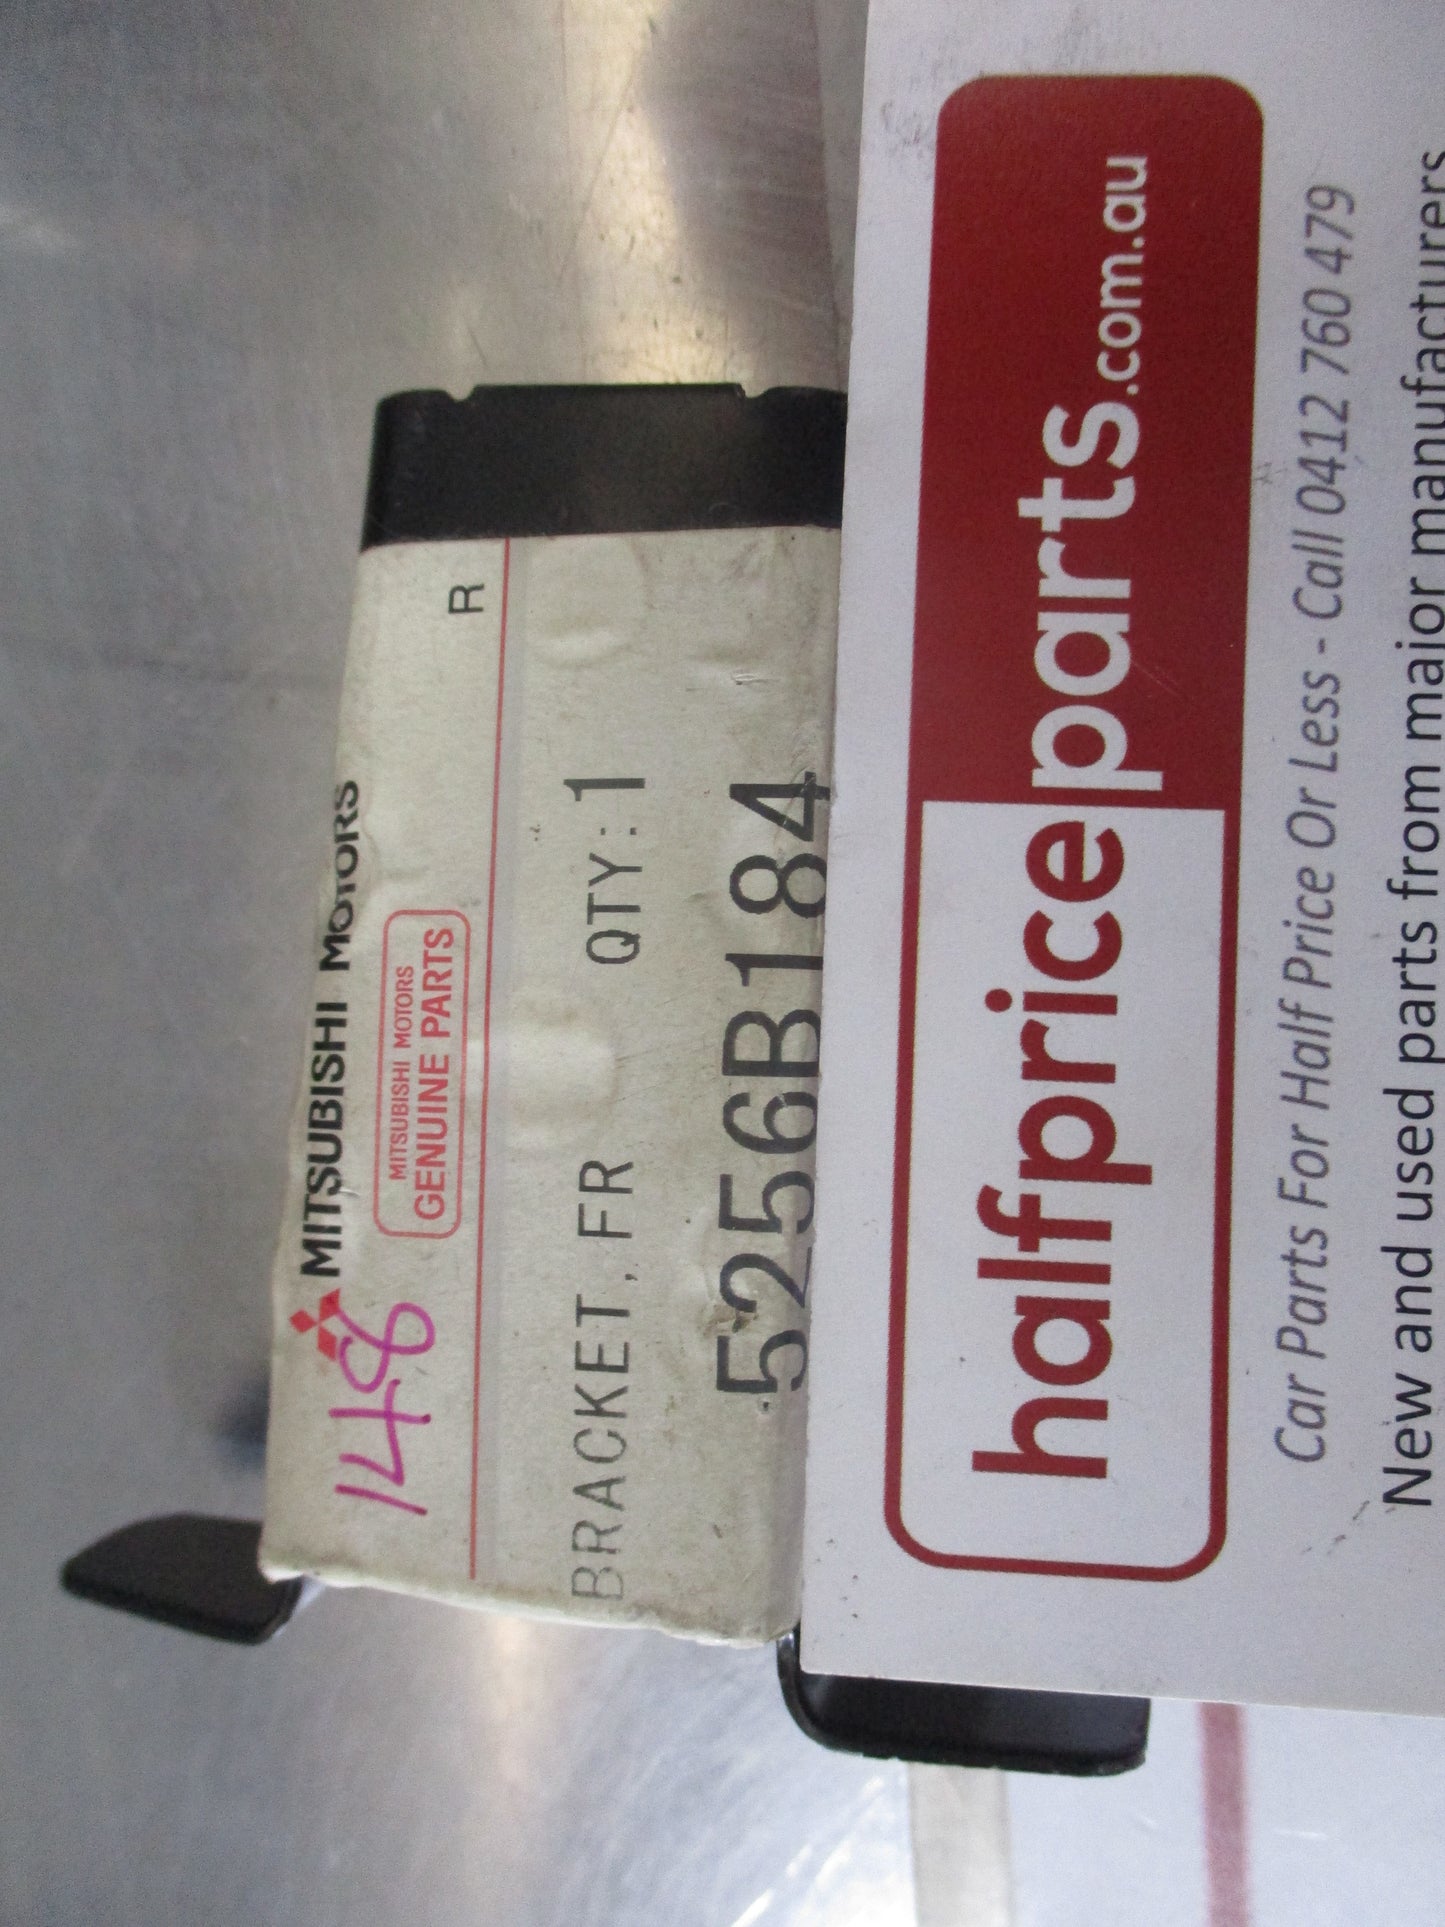 MITSUBISHI MOTORS
148
MITSUBISHI MOTORS
GENUINE PARTS
R
BRACKET, FR QTY:1
5256B184
halfpriceparts.com.au
Car Parts For Half Price Or Less - Call 0412 760 479
New and used parts from major manufacturers